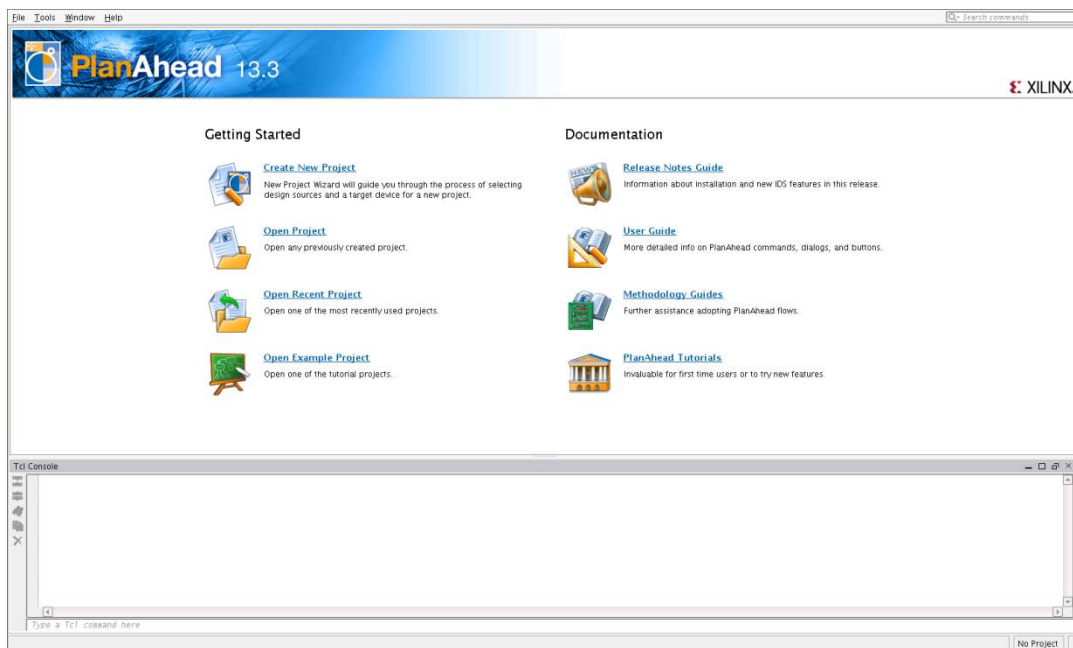 File Tools Window Help
Search commands
PlanAhead 13.3
XILINX
Getting Started
Create New Project
New Project Wizard will guide you through the process of selecting
design sources and a target device for a new project.
Open Project
Open any previously created project.
Open Recent Project
Open one of the most recently used projects.
Open Example Project
Open one of the tutorial projects.
Documentation
Release Notes Guide
Information about installation and new IDS features in this release.
User Guide
More detailed info on PlanAhead commands, dialogs, and buttons.
Methodology Guides
Further assistance adopting PlanAhead flows.
PlanAhead Tutorials
Invaluable for first time users or to try new features.
Tcl Console
Type a Tcl command here
No Project